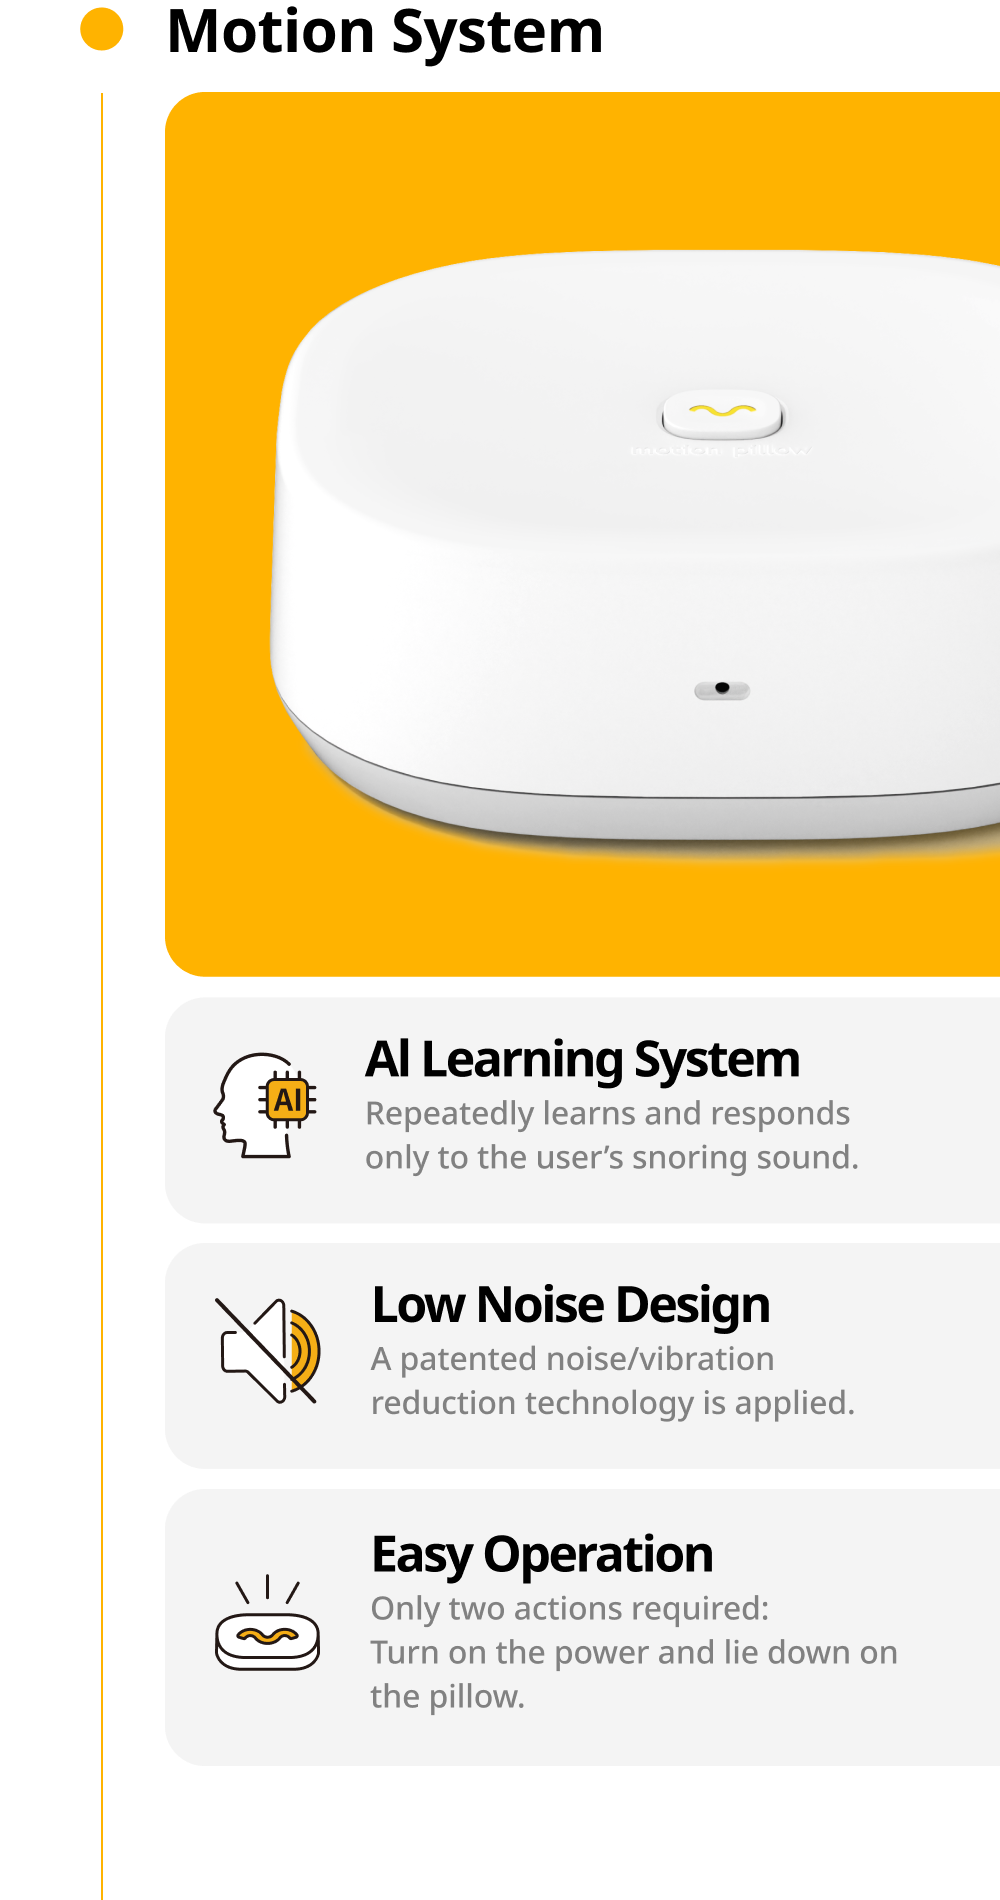 Motion System
motion pillow
AI
AI Learning System
Repeatedly learns and responds
only to the user’s snoring sound.
Low Noise Design
A patented noise/vibration
reduction technology is applied.
Easy Operation
Only two actions required:
Turn on the power and lie down on
the pillow.